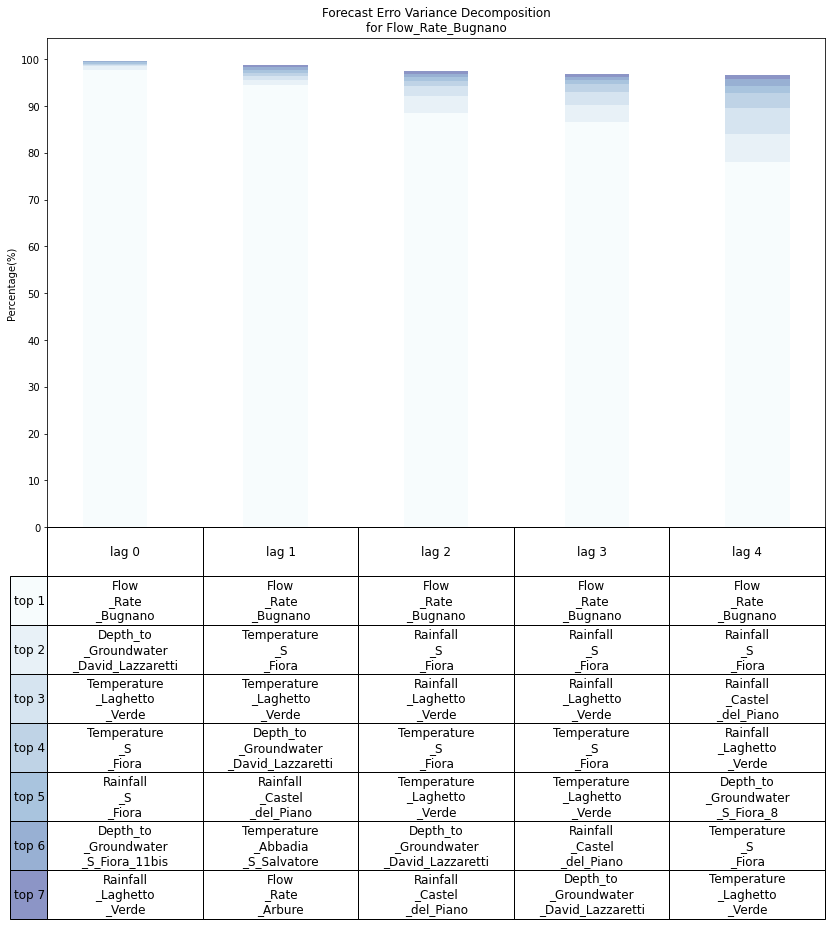 Forecast Erro Variance Decomposition
for Flow_Rate_Bugnano
Percentage(%)
100
90
80
70
60
50
40
30
20
10
0
lag 0 lag 1 lag 2 lag 3 lag 4
top 1
Flow Flow Flow Flow Flow
_Rate _Rate _Rate _Rate _Rate
_Bugnano _Bugnano _Bugnano _Bugnano _Bugnano
top 2
Depth_to Temperature Rainfall Rainfall Rainfall
_Groundwater _S _S _S _S
_David_Lazzaretti _Fiora _Fiora _Fiora _Fiora
top 3
Temperature Temperature Rainfall Rainfall Rainfall
_Laghetto _Laghetto _Laghetto _Laghetto _Castel
_Verde _Verde _Verde _Verde _del_Piano
top 4
Temperature Depth_to Temperature Temperature Rainfall
_S _Groundwater _S _S _Laghetto
_Fiora _David_Lazzaretti _Fiora _Fiora _Verde
top 5
Rainfall Rainfall Temperature Temperature Depth_to
_S _Castel _Laghetto _Laghetto _Groundwater
_Fiora _del_Piano _Verde _Verde _S_Fiora_8
top 6
Depth_to Temperature Depth_to Rainfall Temperature
_Groundwater _Abbadia _Groundwater _Castel _S
_S_Fiora_11bis _S_Salvatore _David_Lazzaretti _del_Piano _Fiora
top 7
Rainfall Flow Rainfall Depth_to Temperature
_Laghetto _Rate _Castel _Groundwater _Laghetto
_Verde _Arbure _del_Piano _David_Lazzaretti _Verde